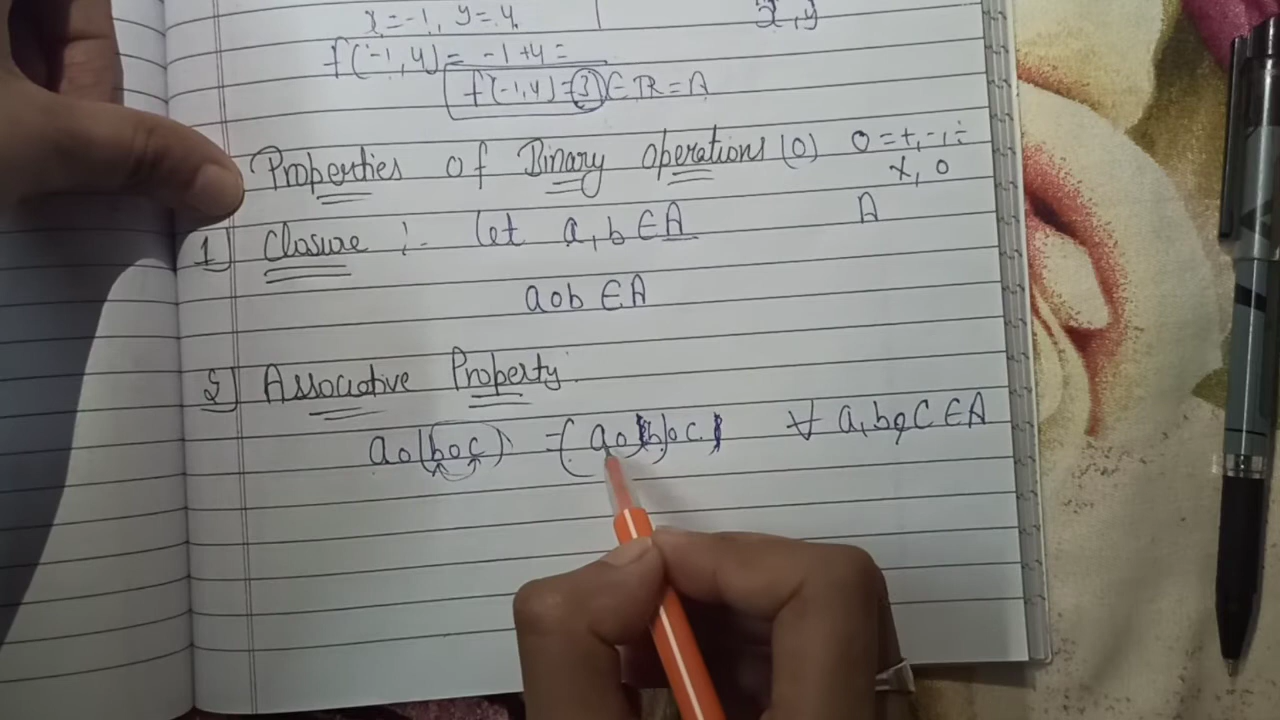 x = -1, y = 4.
x, y
f(-1, 4) = -1 + 4 =
f(-1, 4) = 3 ∈ IR = A
Properties of Binary operations (o) o = +, -, ÷
×, o
A
1] Closure :- let a, b ∈ A
a o b ∈ A
2] Associative Property:
a o (b o c) = (a o b) o c ∀ a, b, c ∈ A